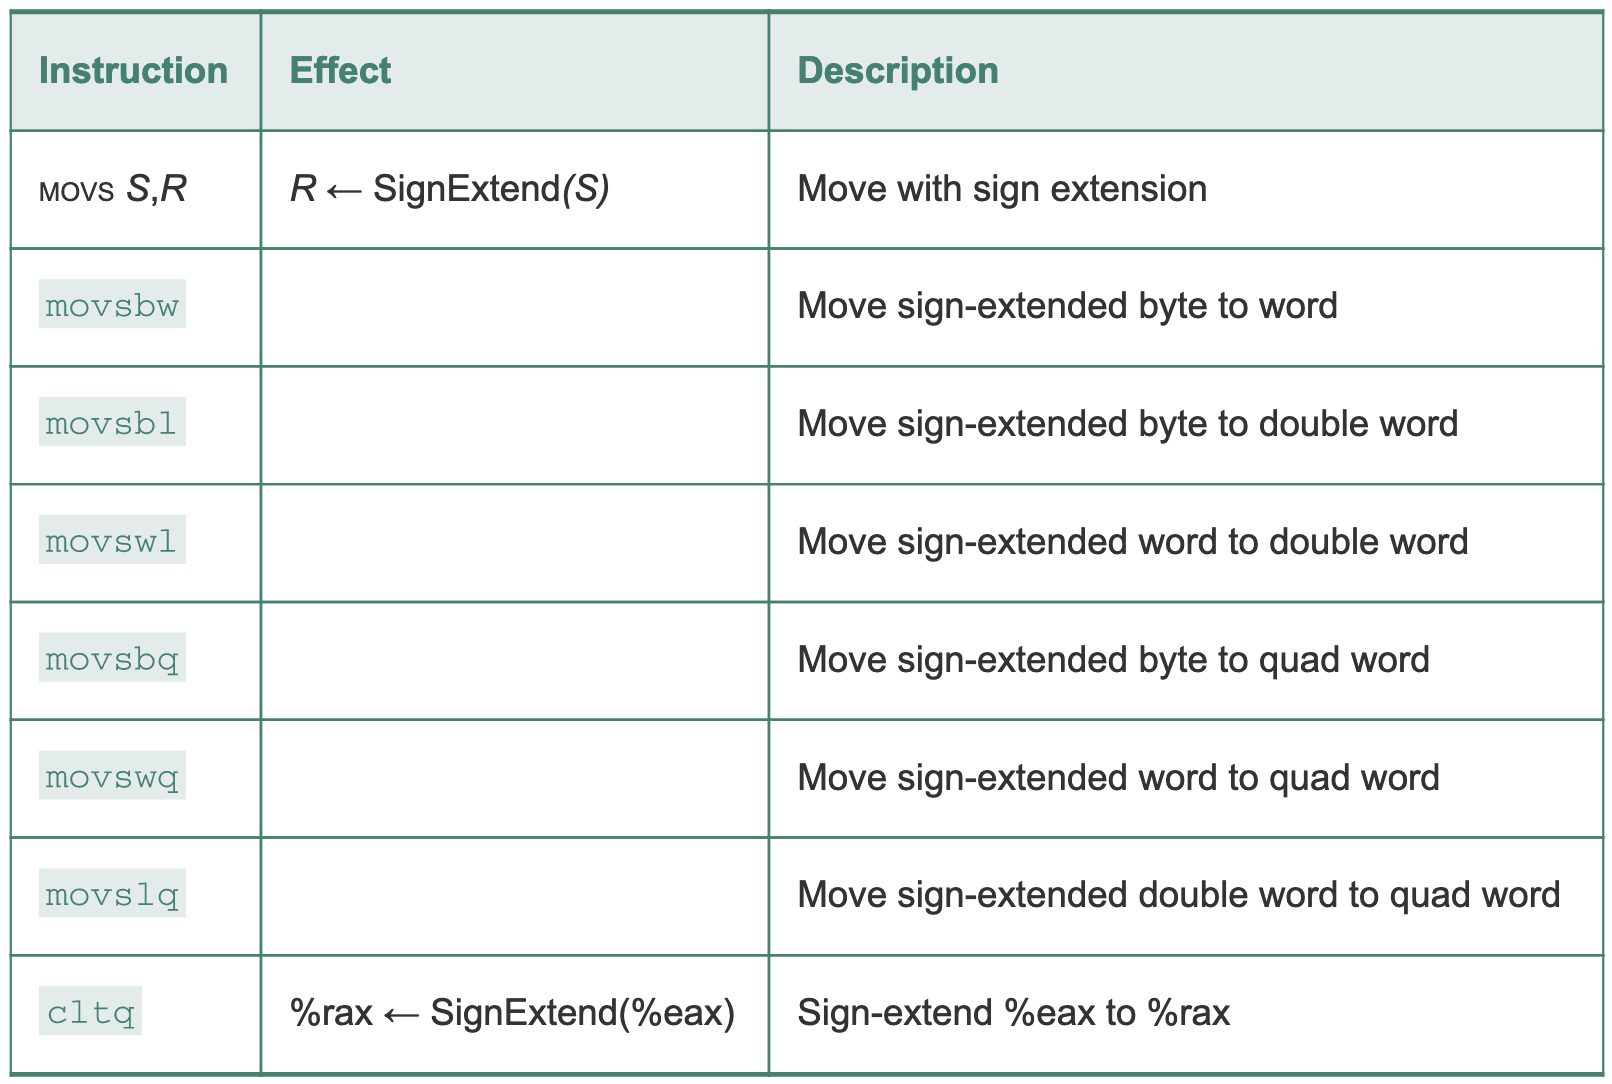 Instruction Effect Description
MOVS S,R R ← SignExtend(S) Move with sign extension
movsbw Move sign-extended byte to word
movsbl Move sign-extended byte to double word
movswl Move sign-extended word to double word
movsbq Move sign-extended byte to quad word
movswq Move sign-extended word to quad word
movslq Move sign-extended double word to quad word
cltq %rax ← SignExtend(%eax) Sign-extend %eax to %rax